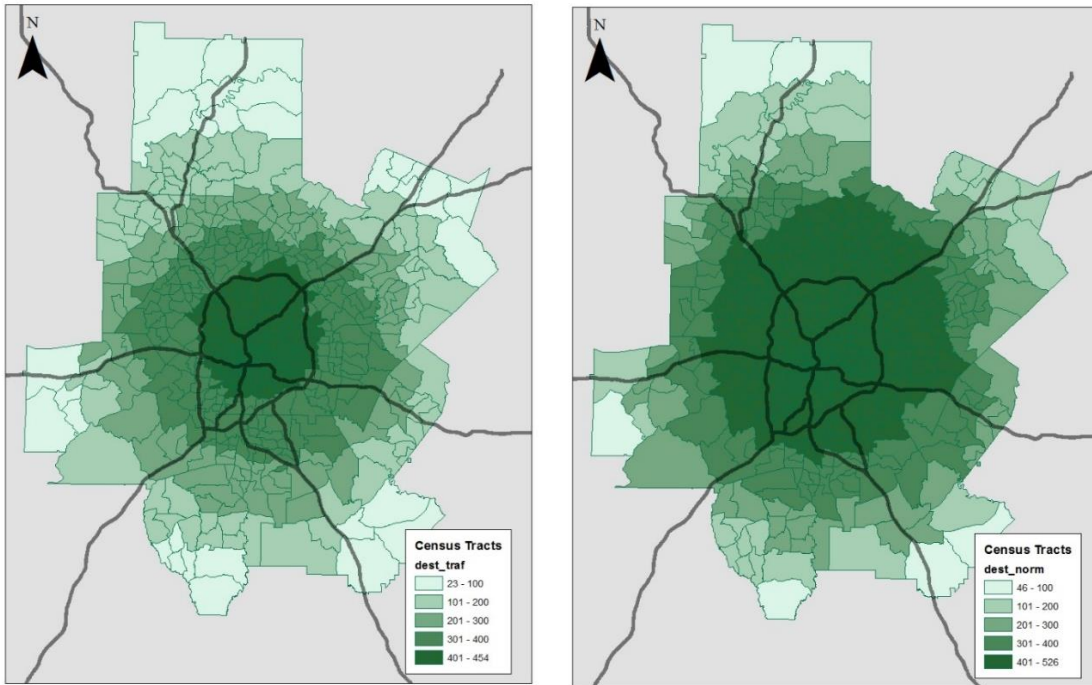 N
Census Tracts
dest_traf
23 - 100
101 - 200
201 - 300
301 - 400
401 - 454
N
Census Tracts
dest_norm
46 - 100
101 - 200
201 - 300
301 - 400
401 - 526